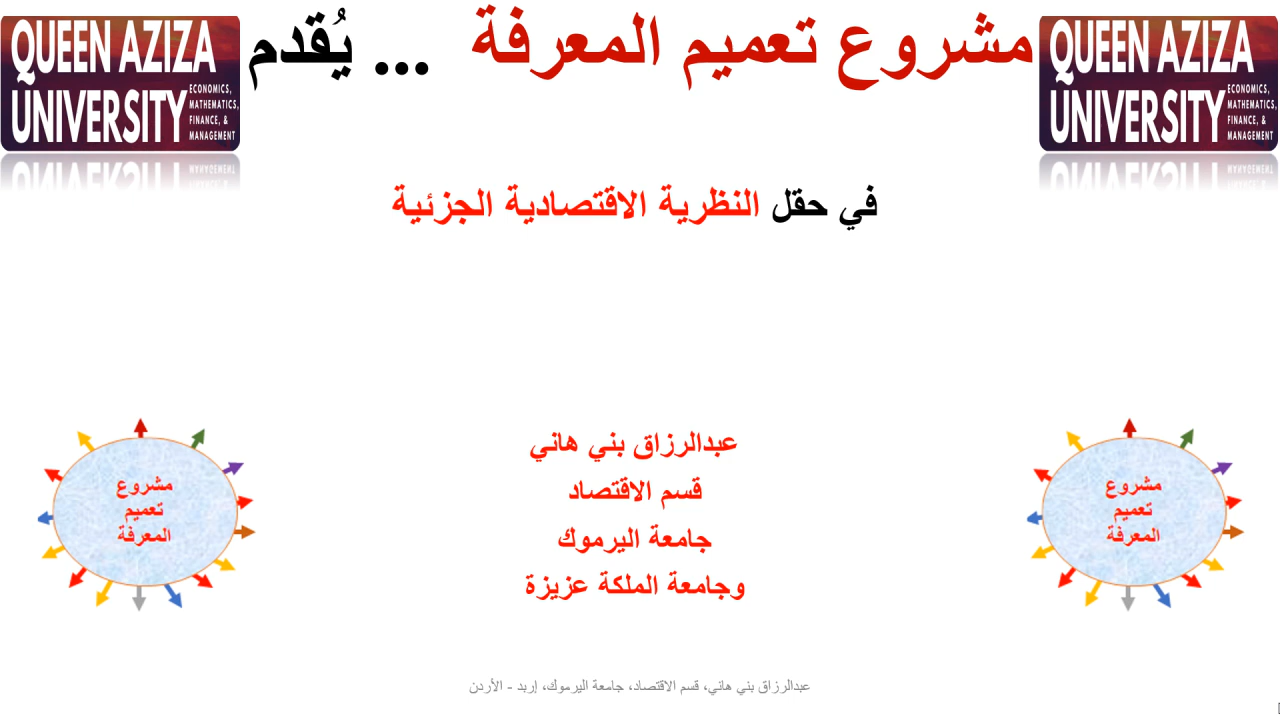 مشروع تعميم المعرفة ... يُقدم
QUEEN AZIZA
UNIVERSITY
ECONOMICS,
MATHEMATICS,
FINANCE, &
MANAGEMENT
QUEEN AZIZA
UNIVERSITY
ECONOMICS,
MATHEMATICS,
FINANCE, &
MANAGEMENT
في حقل النظرية الاقتصادية الجزئية
عبدالرزاق بني هاني
قسم الاقتصاد
جامعة اليرموك
وجامعة الملكة عزيزة
مشروع
تعميم
المعرفة
مشروع
تعميم
المعرفة
عبدالرزاق بني هاني، قسم الاقتصاد، جامعة اليرموك، إربد - الأردن